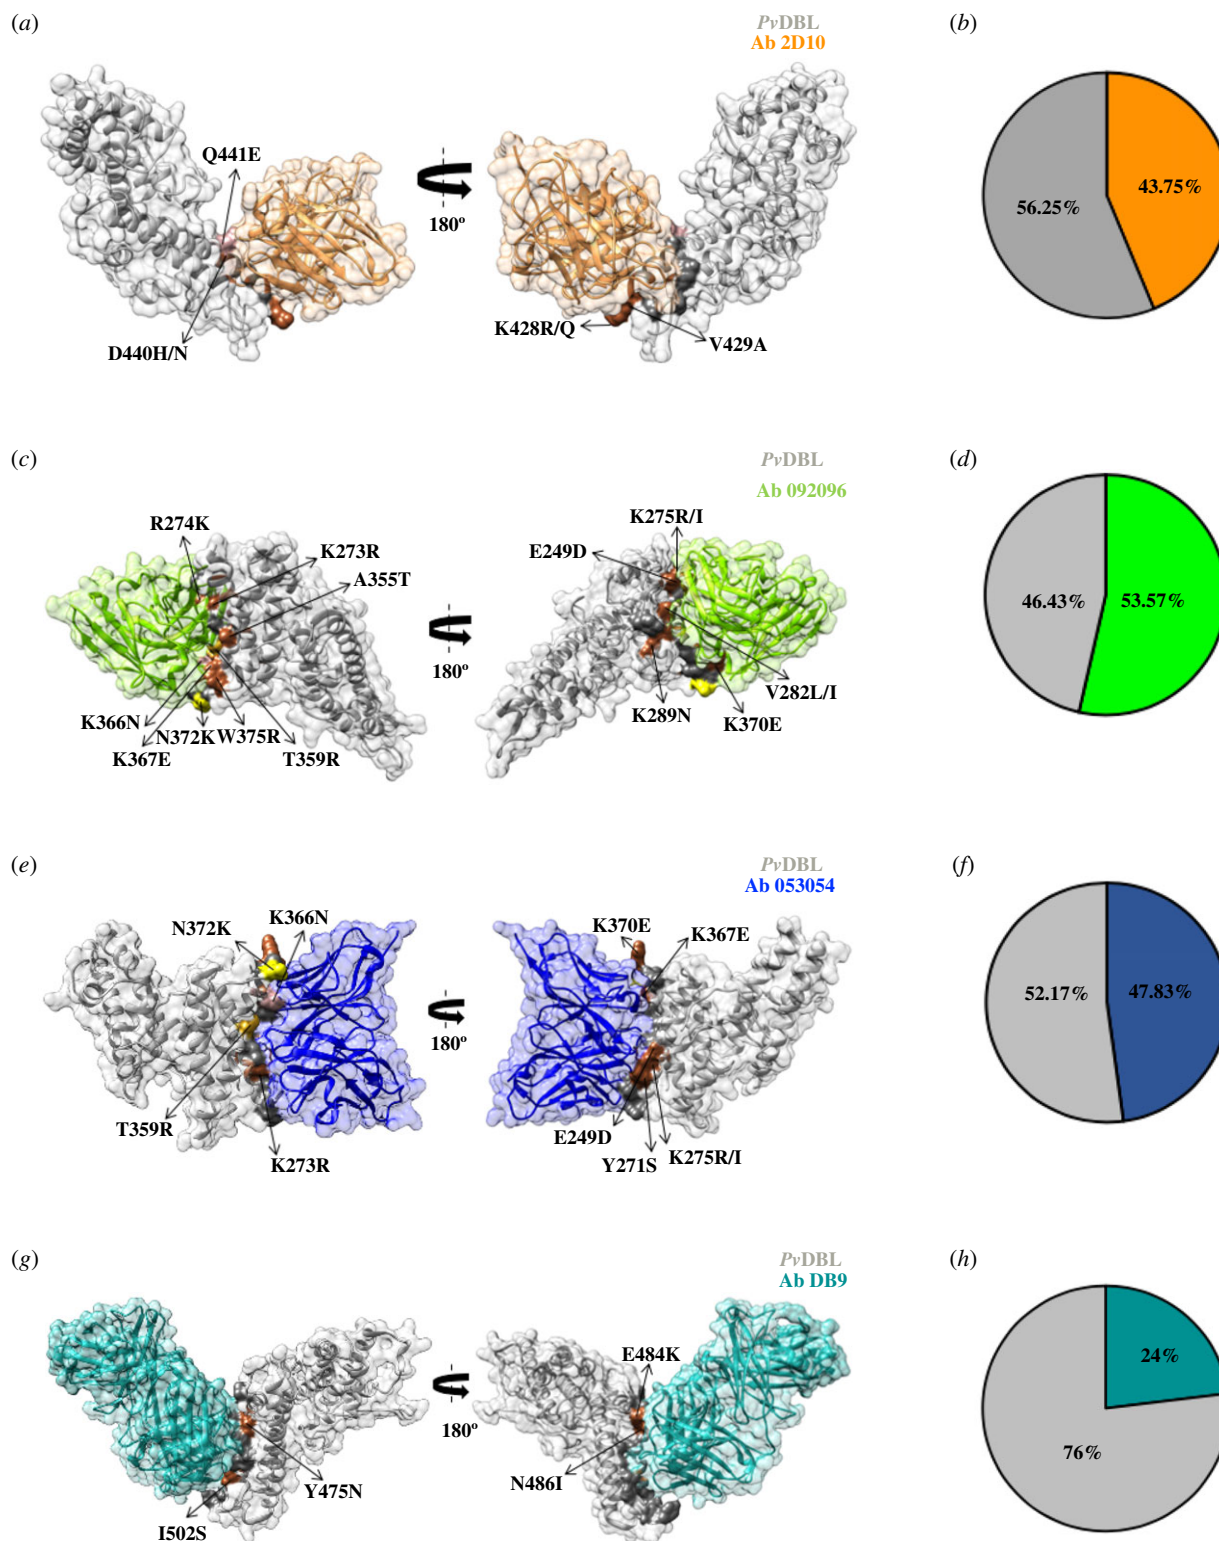 (a)
PvDBL
Ab 2D10
(b)
Q441E
180º
D440H/N
K428R/Q
V429A
56.25%
43.75%
(c)
PvDBL
Ab 092096
(d)
R274K
K273R
A355T
K275R/I
E249D
180º
K366N
N372K
W375R
K367E
T359R
V282L/I
K289N
K370E
46.43%
53.57%
(e)
PvDBL
Ab 053054
(f)
N372K
K366N
K370E
K367E
180º
T359R
K273R
E249D
Y271S
K275R/I
52.17%
47.83%
(g)
PvDBL
Ab DB9
(h)
E484K
180º
Y475N
I502S
N486I
24%
76%